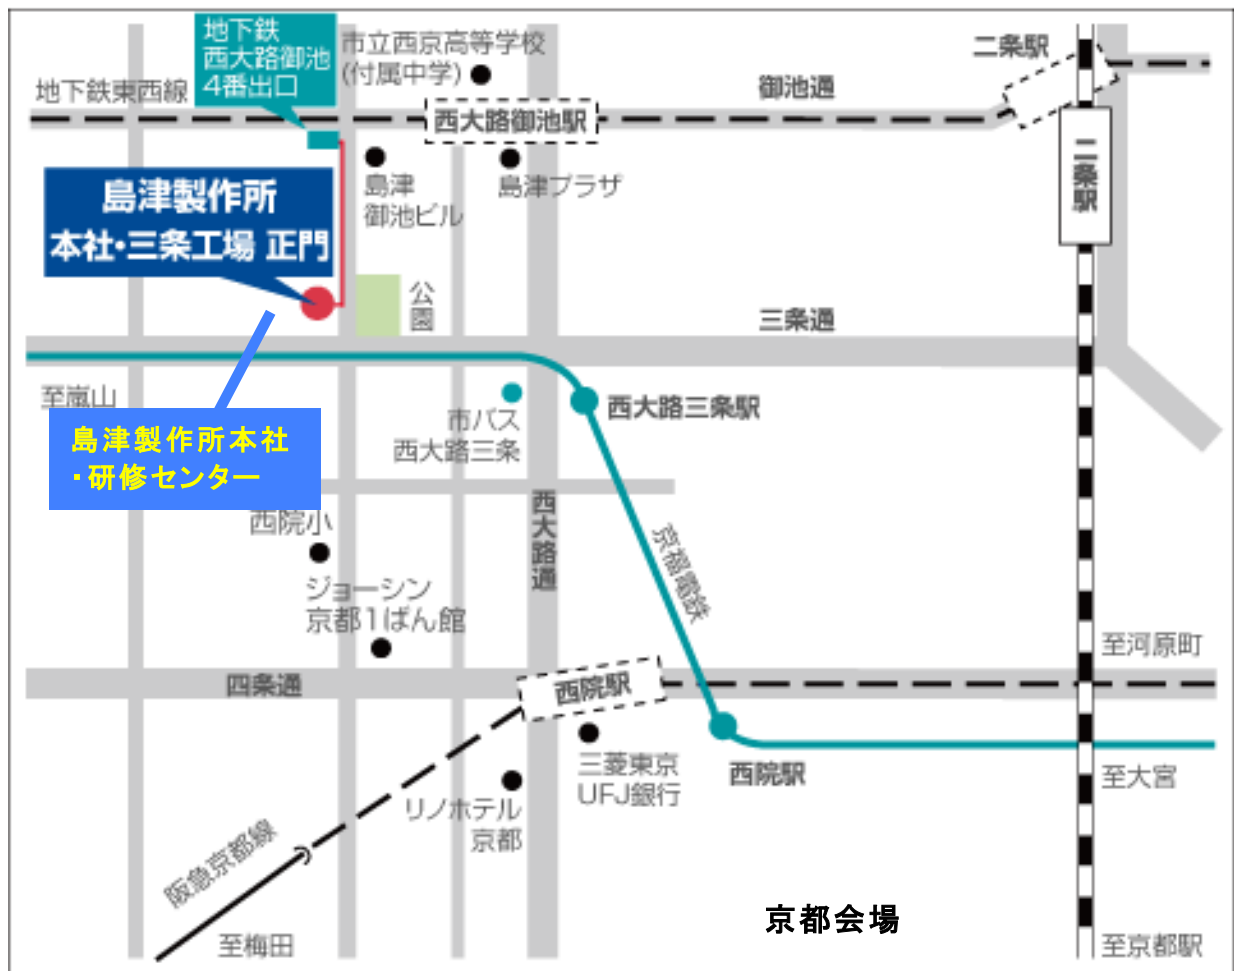 地下鉄
西大路御池
4番出口
市立西京高等学校
(付属中学)
二条駅
地下鉄東西線
御池通
西大路御池駅
二条駅
島津製作所
本社・三条工場 正門
島津
御池ビル
島津プラザ
公園
三条通
至嵐山
西大路三条駅
市バス
西大路三条
島津製作所本社
・研修センター
西大路通
西院小
京福電鉄
ジョーシン
京都1ばん館
至河原町
四条通
西院駅
三菱東京
UFJ銀行
西院駅
至大宮
リノホテル
京都
阪急京都線
京都会場
至梅田
至京都駅